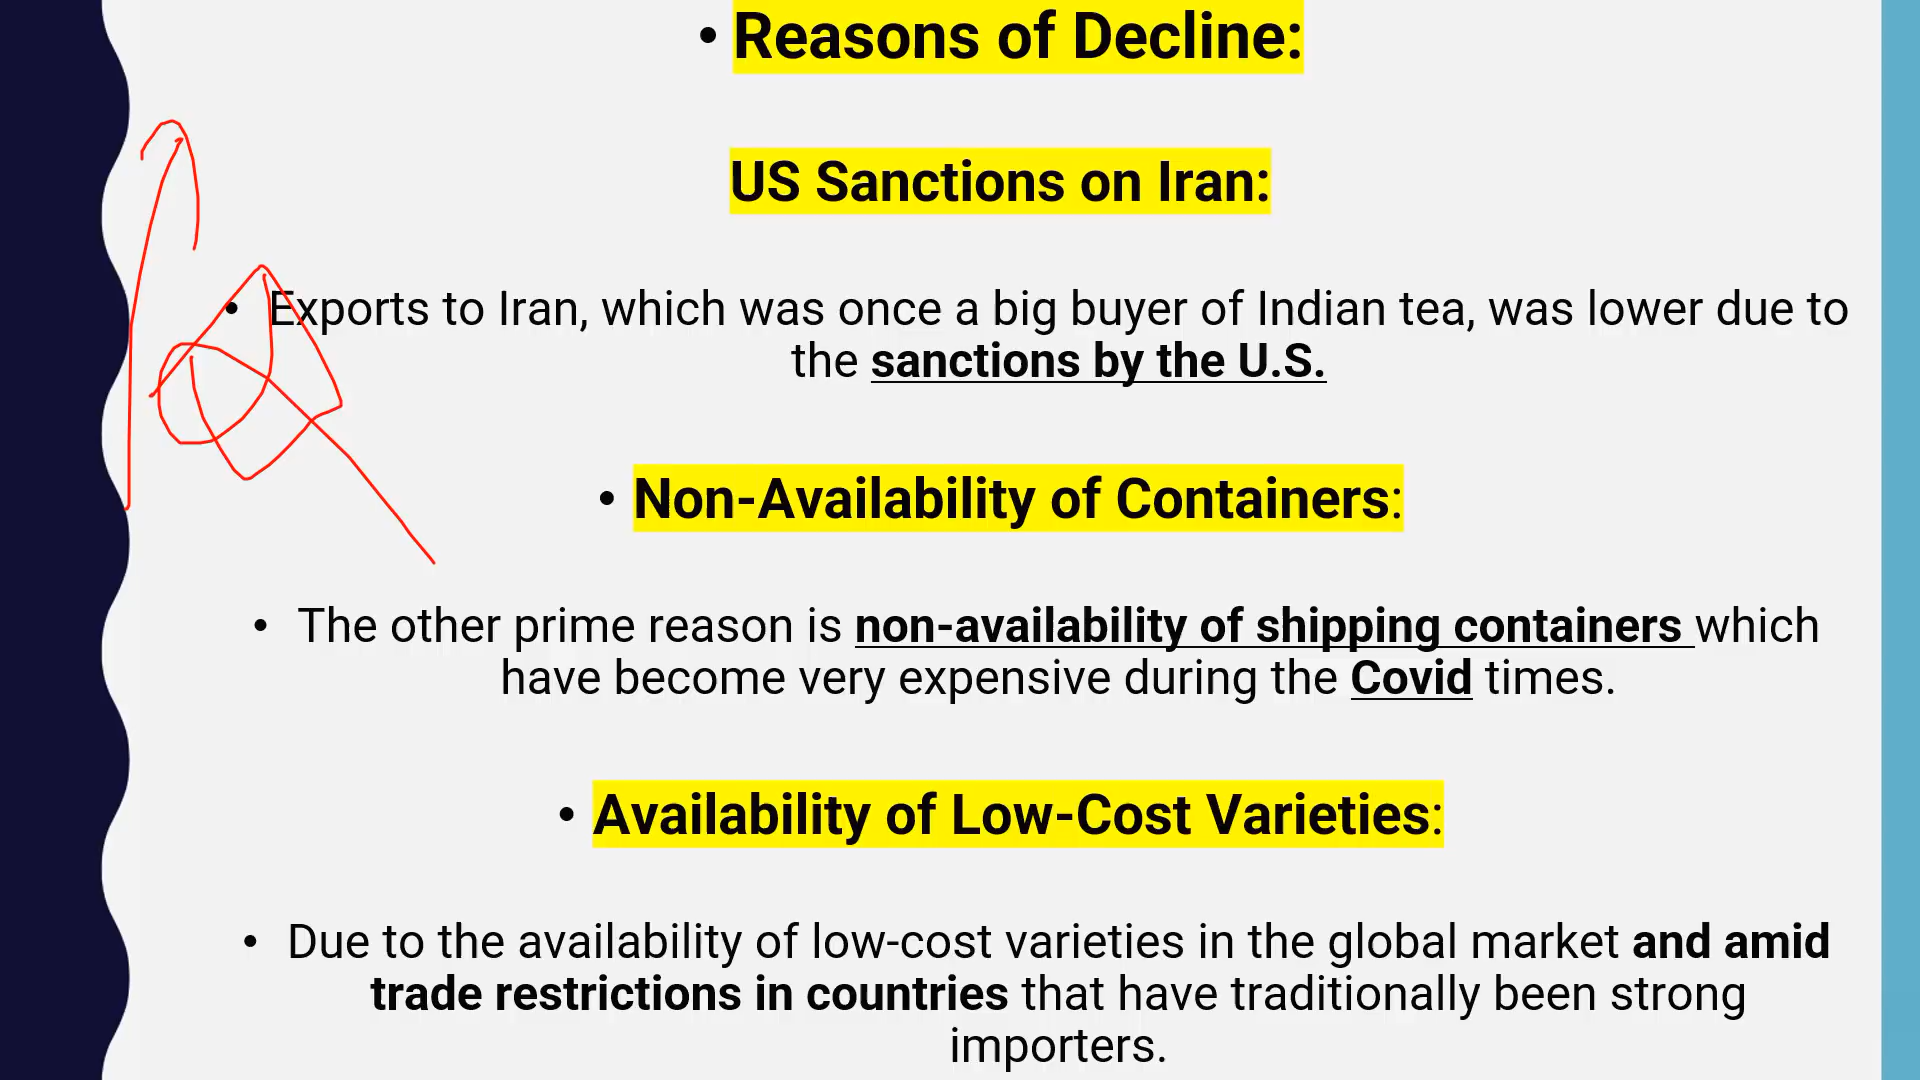 • Reasons of Decline:
US Sanctions on Iran:
• Exports to Iran, which was once a big buyer of Indian tea, was lower due to
the sanctions by the U.S.
• Non-Availability of Containers:
• The other prime reason is non-availability of shipping containers which
have become very expensive during the Covid times.
• Availability of Low-Cost Varieties:
• Due to the availability of low-cost varieties in the global market and amid
trade restrictions in countries that have traditionally been strong
importers.